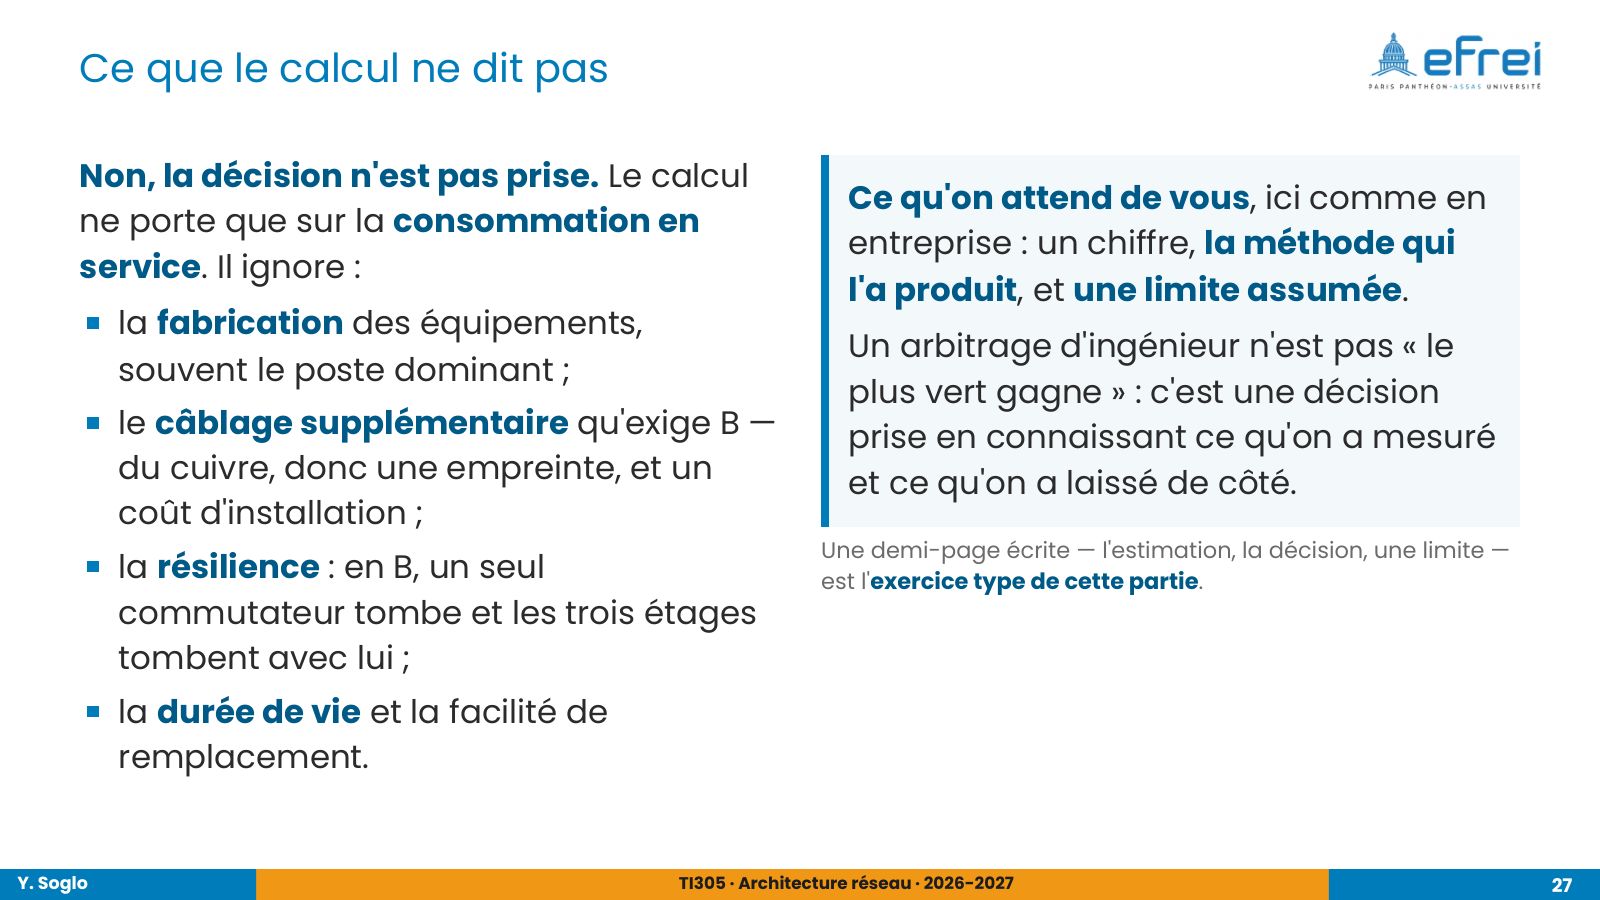 Ce que le calcul ne dit pas
efrei
PARIS PANTHÉON-ASSAS UNIVERSITÉ
Non, la décision n'est pas prise. Le calcul
ne porte que sur la consommation en
service. Il ignore :
la fabrication des équipements,
souvent le poste dominant ;
le câblage supplémentaire qu'exige B —
du cuivre, donc une empreinte, et un
coût d'installation ;
la résilience : en B, un seul
commutateur tombe et les trois étages
tombent avec lui ;
la durée de vie et la facilité de
remplacement.
Ce qu'on attend de vous, ici comme en
entreprise : un chiffre, la méthode qui
l'a produit, et une limite assumée.
Un arbitrage d'ingénieur n'est pas « le
plus vert gagne » : c'est une décision
prise en connaissant ce qu'on a mesuré
et ce qu'on a laissé de côté.
Une demi-page écrite — l'estimation, la décision, une limite —
est l'exercice type de cette partie.
Y. Soglo
TI305 · Architecture réseau · 2026-2027
27